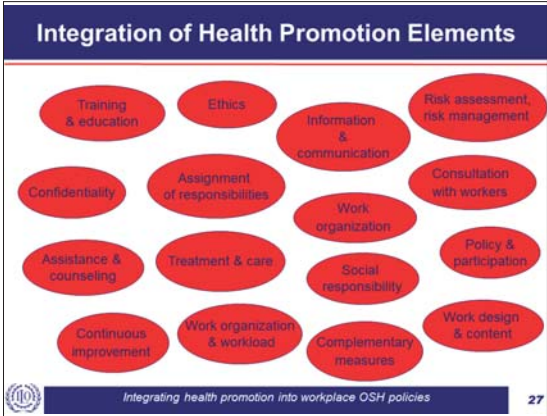 Integration of Health Promotion Elements
Training
& education
Ethics
Information
&
communication
Risk assessment,
risk management
Confidentiality
Assignment
of responsibilities
Work
organization
Consultation
with workers
Assistance &
counseling
Treatment & care
Social
responsibility
Policy &
participation
Continuous
improvement
Work organization
& workload
Complementary
measures
Work design
& content
Integrating health promotion into workplace OSH policies
27